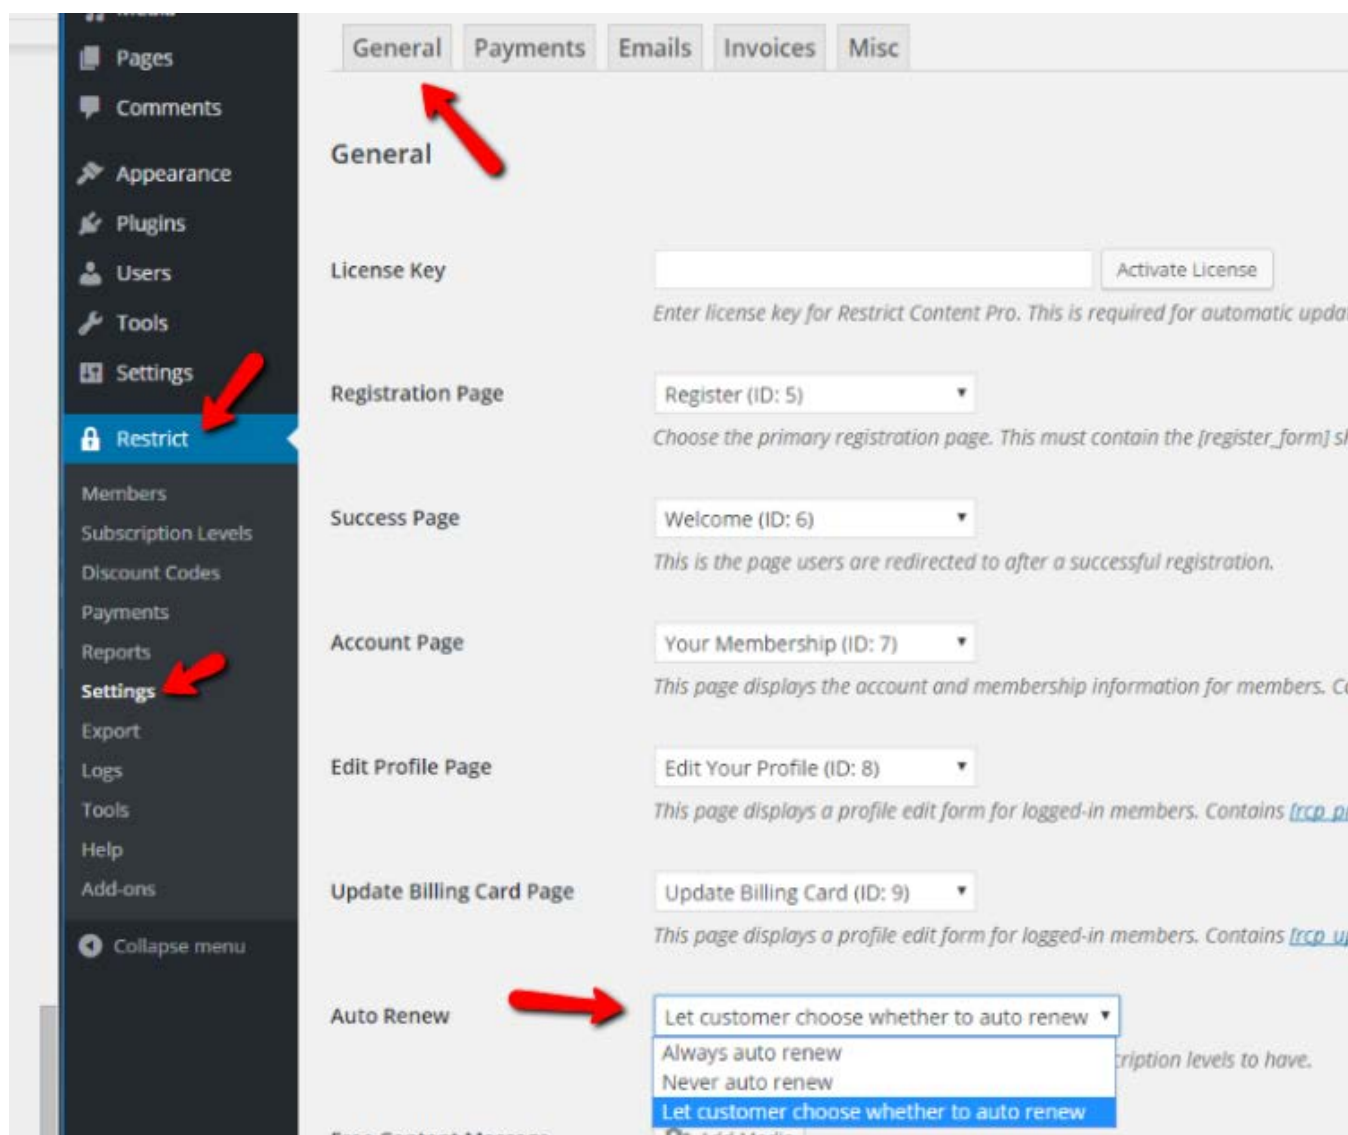 Media
Pages
Comments
Appearance
Plugins
Users
Tools
Settings
Restrict
Members
Subscription Levels
Discount Codes
Payments
Reports
Settings
Export
Logs
Tools
Help
Add-ons
Collapse menu
General Payments Emails Invoices Misc
General
License Key Activate License
Enter license key for Restrict Content Pro. This is required for automatic
Registration Page Register (ID: 5)
Choose the primary registration page. This must contain the [register_form]
Success Page Welcome (ID: 6)
This is the page users are redirected to after a successful registration.
Account Page Your Membership (ID: 7)
This page displays the account and membership information for members.
Edit Profile Page Edit Your Profile (ID: 8)
This page displays a profile edit form for logged-in members. Contains
Update Billing Card Page Update Billing Card (ID: 9)
This page displays a profile edit form for logged-in members. Contains
Auto Renew Let customer choose whether to auto renew
Always auto renew
levels to have.
Never auto renew
Let customer choose whether to auto renew